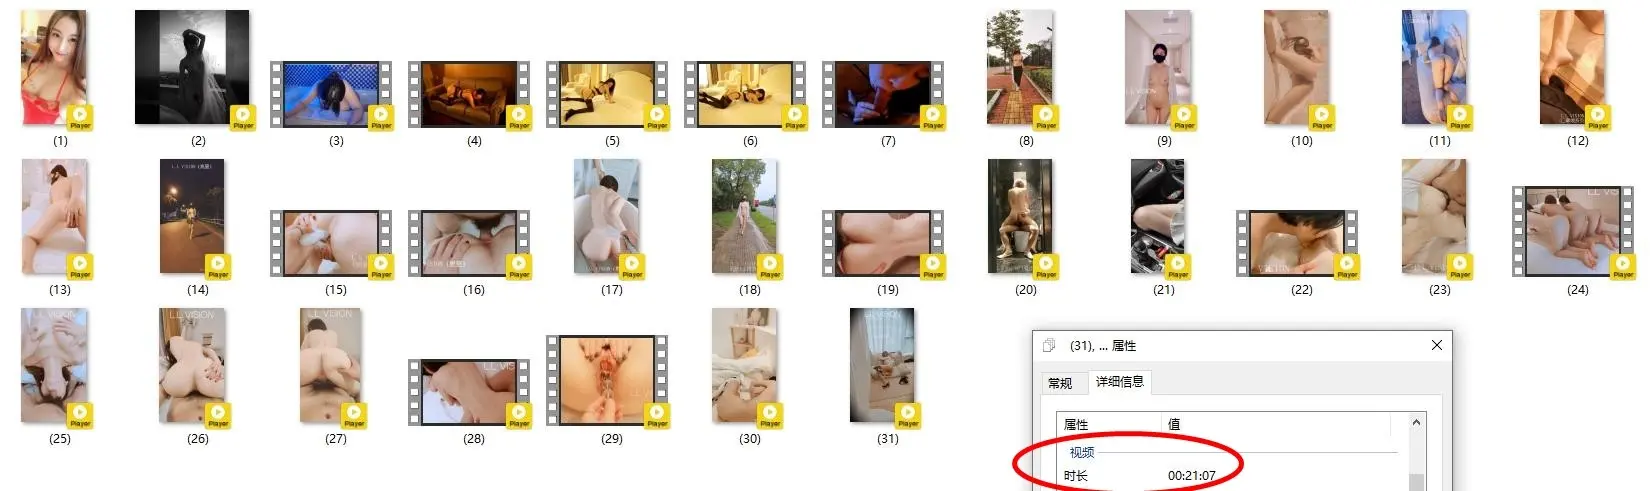 Player Player Player Player Player Player Player Player Player Player Player Player
(1) (2) (3) (4) (5) (6) (7) (8) (9) (10) (11) (12)
L.L VISION
Player Player Player Player Player Player Player Player Player Player Player Player
(13) (14) (15) (16) (17) (18) (19) (20) (21) (22) (23) (24)
L.L VISION
L.L VISION
L.L VISION
Player Player Player Player Player Player Player
(25) (26) (27) (28) (29) (30) (31)
(31), ... 属性
常规 详细信息
属性 值
视频
时长 00:21:07